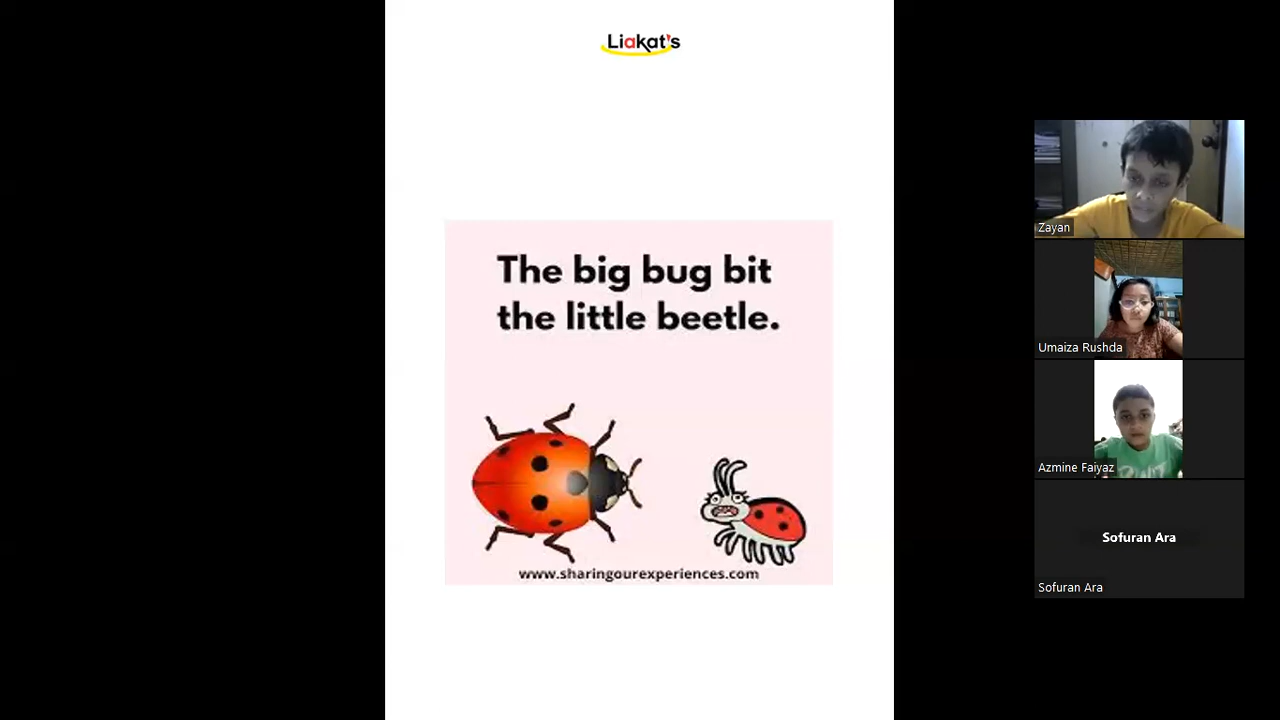 Liakat's
The big bug bit
the little beetle.
www.sharingourexperiences.com
Zayan
Umaiza Rushda
Azmine Faiyaz
Sofuran Ara
Sofuran Ara